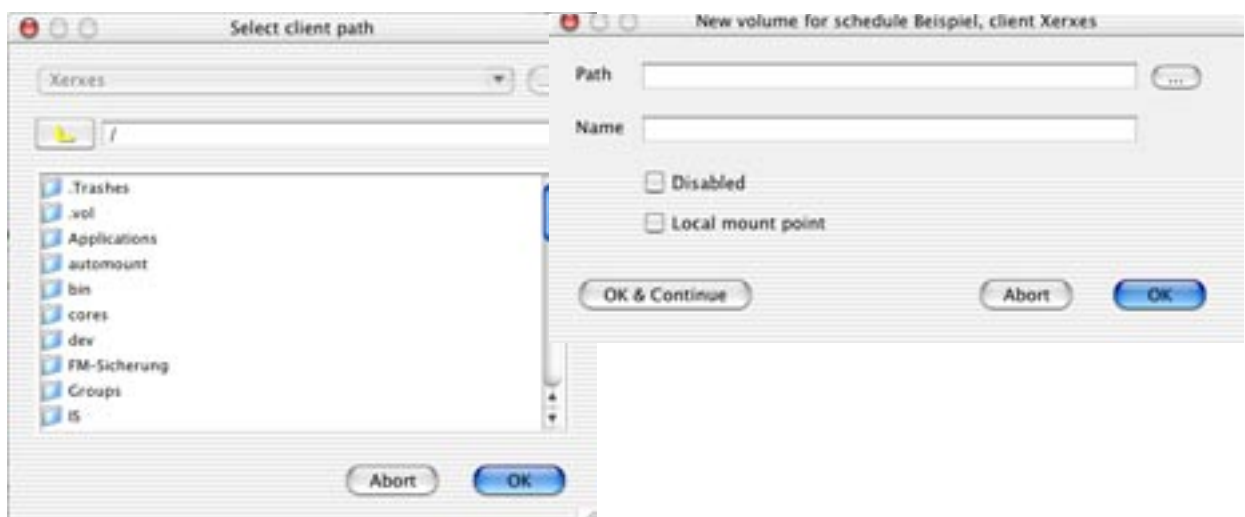 Select client path
Xerxes
/
.Trashes
.vol
Applications
automount
bin
cores
dev
FM-Sicherung
Groups
IS
Abort OK
New volume for schedule Beispiel, client Xerxes
Path ...
Name
Disabled
Local mount point
OK & Continue Abort OK